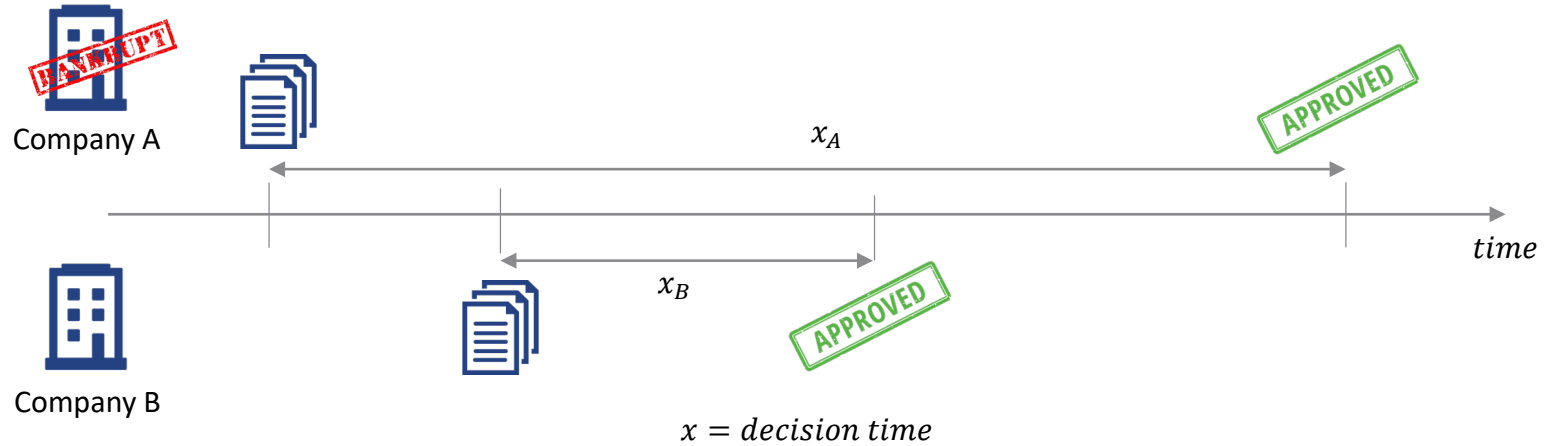 BANKRUPT
Company A
x_A
APPROVED
time
x_B
APPROVED
Company B
x = decision time